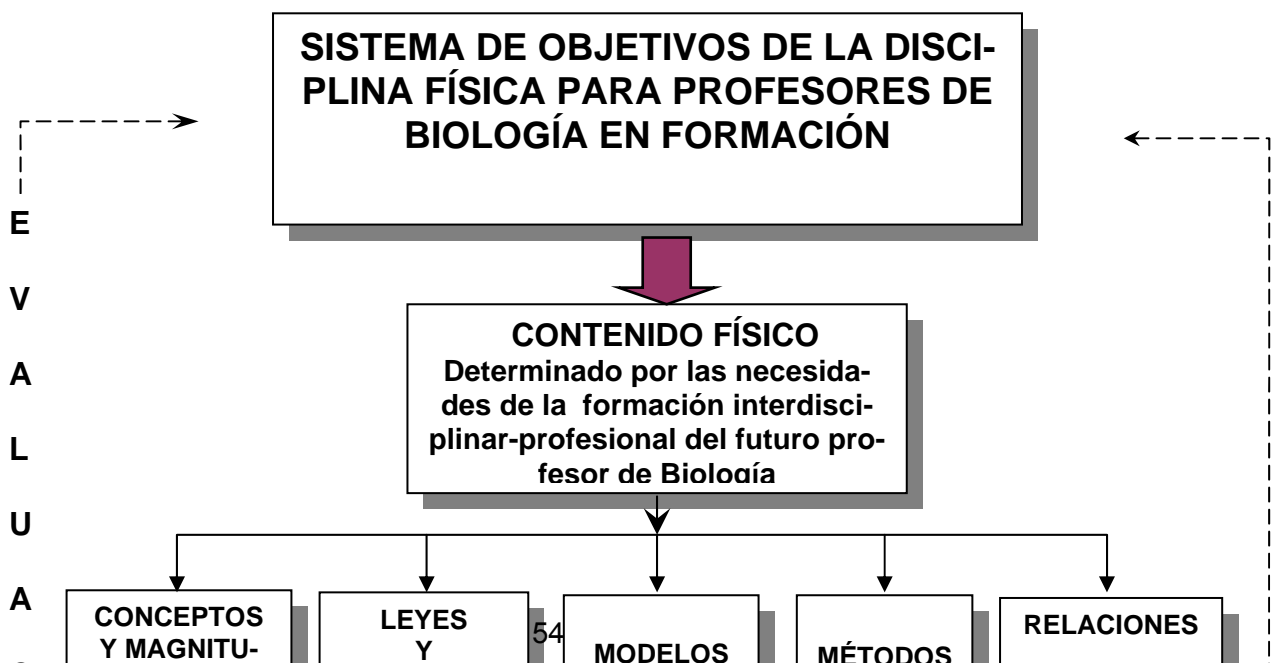 SISTEMA DE OBJETIVOS DE LA DISCI-
PLINA FÍSICA PARA PROFESORES DE
BIOLOGÍA EN FORMACIÓN
E
V
A
L
U
A
CONTENIDO FÍSICO
Determinado por las necesida-
des de la formación interdisci-
plinar-profesional del futuro pro-
fesor de Biología
CONCEPTOS
Y MAGNITU-
LEYES
Y
54
MODELOS
MÉTODOS
RELACIONES